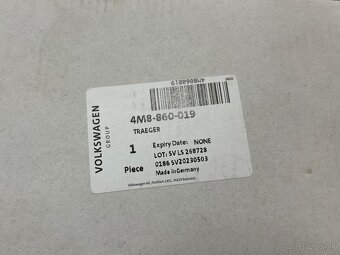 4M8860019
VOLKSWAGEN
GROUP
4M8-860-019
TRAEGER
1
Piece
Expiry Date: NONE
LOT: SV LS 268728
0186 SV20230503
Made in Germany